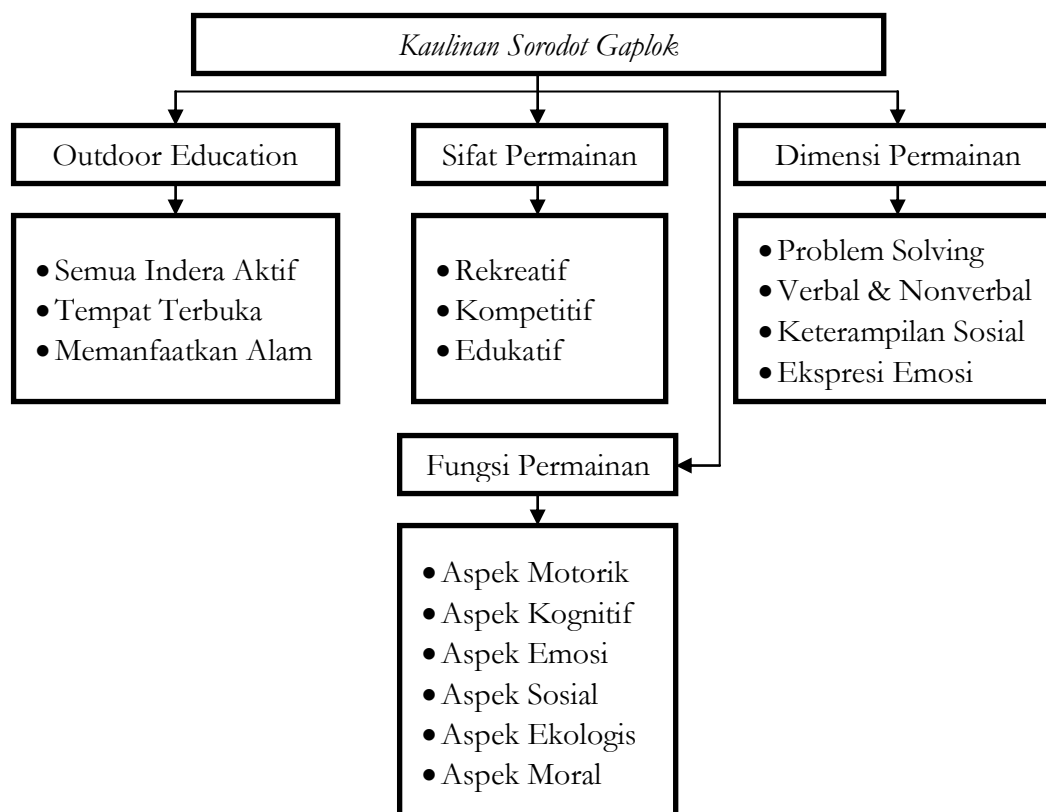 Kaulinan Sorodot Gaplok
Outdoor Education
Sifat Permainan
Dimensi Permainan
• Semua Indera Aktif
• Tempat Terbuka
• Memanfaatkan Alam
• Rekreatif
• Kompetitif
• Edukatif
• Problem Solving
• Verbal & Nonverbal
• Keterampilan Sosial
• Ekspresi Emosi
Fungsi Permainan
• Aspek Motorik
• Aspek Kognitif
• Aspek Emosi
• Aspek Sosial
• Aspek Ekologis
• Aspek Moral